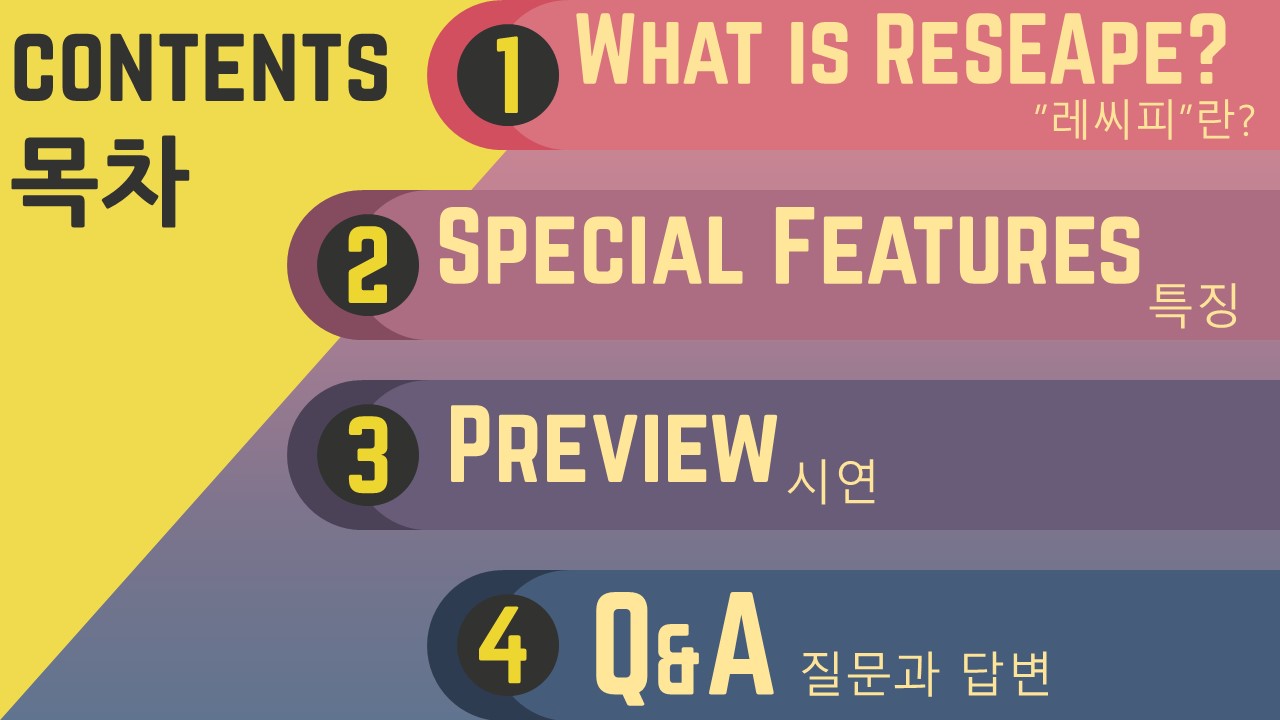 CONTENTS
목차
1
WHAT IS RESEAPE?
"레씨피"란?
2
SPECIAL FEATURES
특징
3
PREVIEW
시연
4
Q&A
질문과 답변